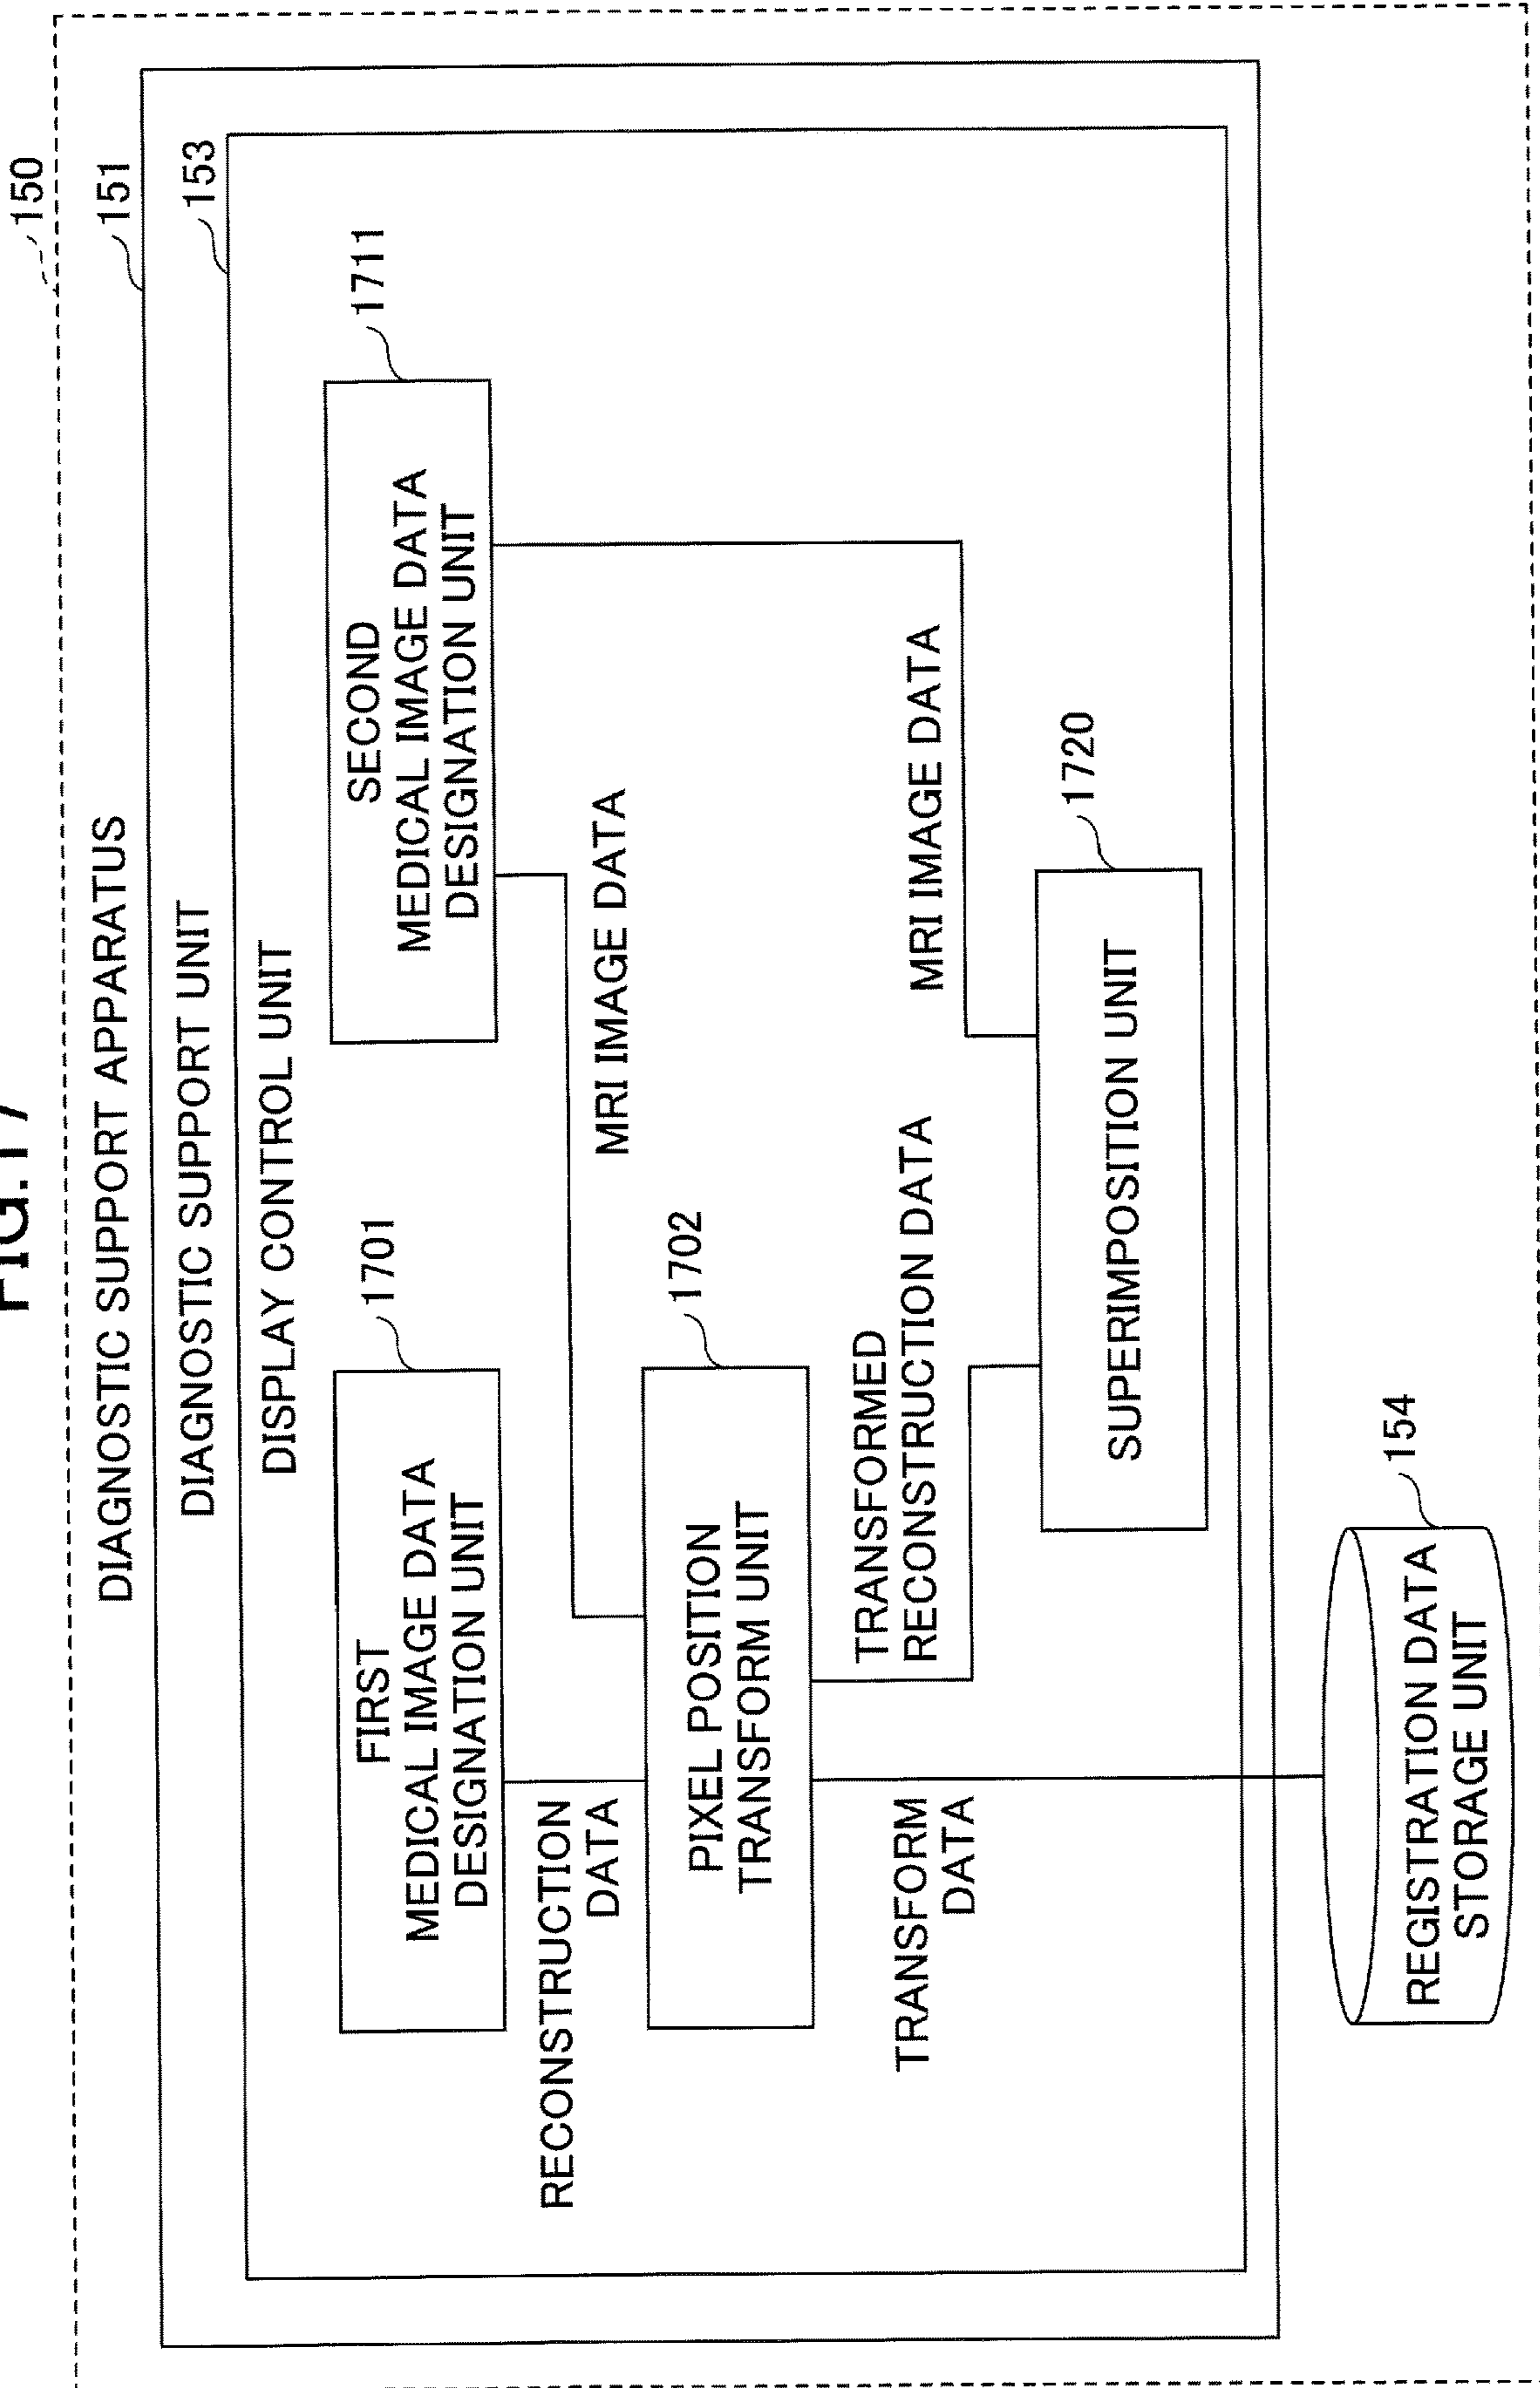 FIG.17
150
DIAGNOSTIC SUPPORT APPARATUS
151
DIAGNOSTIC SUPPORT UNIT
153
DISPLAY CONTROL UNIT
1701
FIRST
MEDICAL IMAGE DATA
DESIGNATION UNIT
1711
SECOND
MEDICAL IMAGE DATA
DESIGNATION UNIT
RECONSTRUCTION
DATA
MRI IMAGE DATA
1702
PIXEL POSITION
TRANSFORM UNIT
TRANSFORM
DATA
TRANSFORMED
RECONSTRUCTION DATA
MRI IMAGE DATA
1720
SUPERIMPOSITION UNIT
154
REGISTRATION DATA
STORAGE UNIT